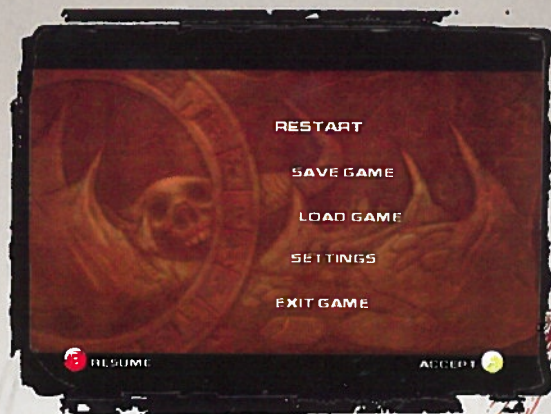 RESTART
SAVE GAME
LOAD GAME
SETTINGS
EXIT GAME
B RESUME ACCEPT